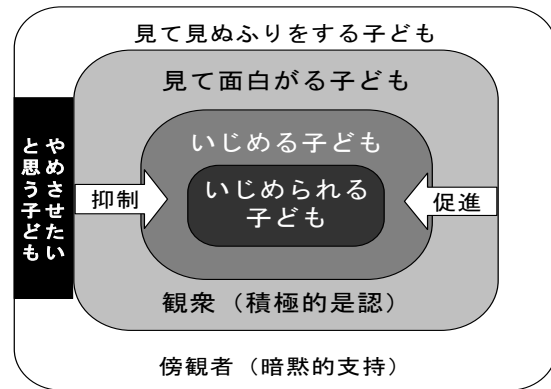 見て見ぬふりをする子ども
見て面白がる子ども
いじめる子ども
いじめられる
子ども
やめさせたい
と思う子ども
抑制
促進
観衆（積極的是認）
傍観者（暗黙的支持）